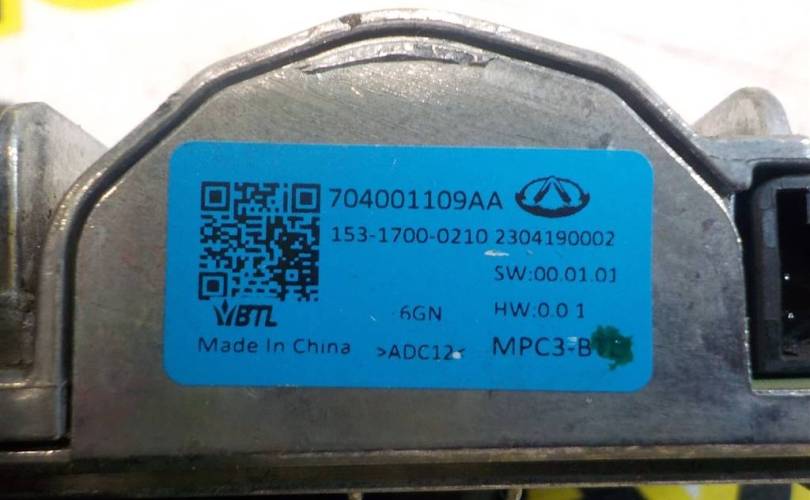 704001109AA
153-1700-0210 2304190002
SW:00.01.01
BTL
6GN HW:0.0 1
Made In China >ADC12< MPC3-B